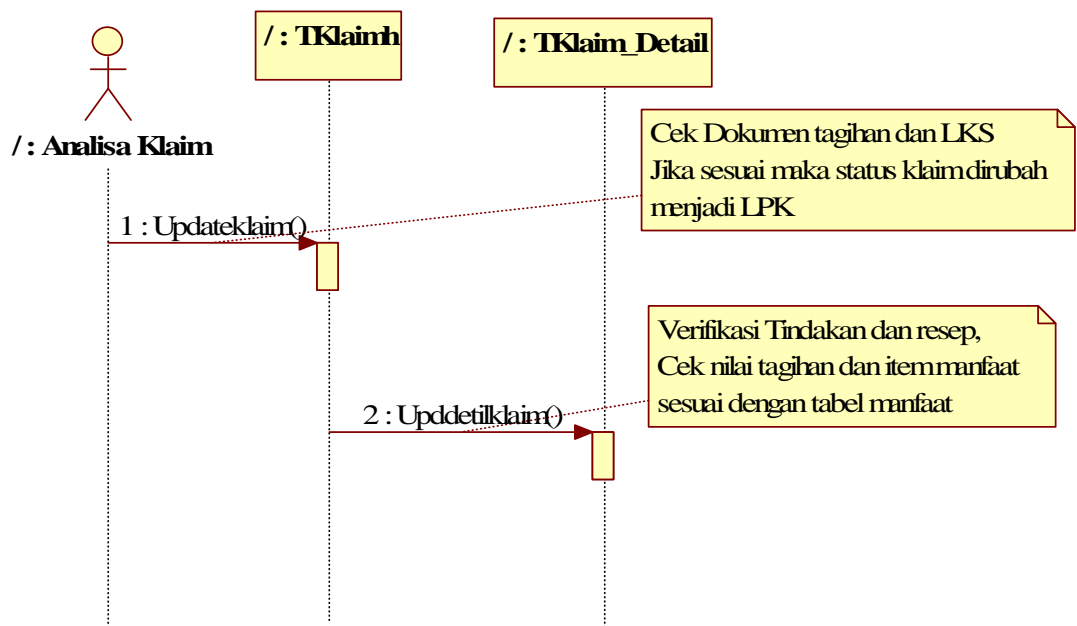 / : TKlaimh
/ : TKlaim_Detail
/ : Analisa Klaim
Cek Dokumen tagihan dan LKS
Jika sesuai maka status klaim dirubah
menjadi LPK
1 : Updateklaim()
Verifikasi Tindakan dan resep,
Cek nilai tagihan dan item manfaat
sesuai dengan tabel manfaat
2 : Upddetilklaim()